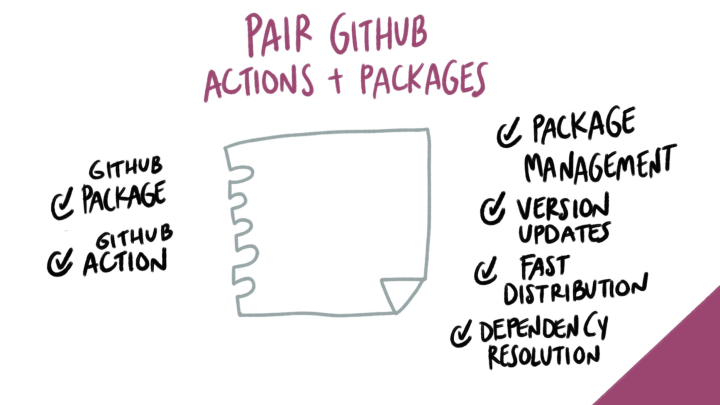 PAIR GITHUB
ACTIONS + PACKAGES
GITHUB
PACKAGE
GITHUB
ACTION
PACKAGE
MANAGEMENT
VERSION
UPDATES
FAST
DISTRIBUTION
DEPENDENCY
RESOLUTION